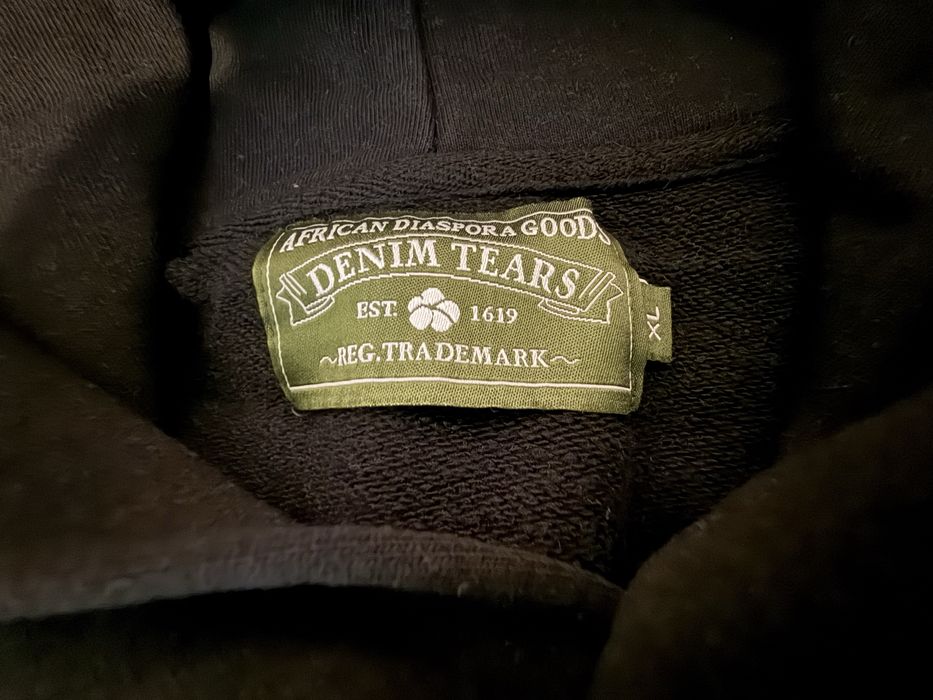 AFRICAN DIASPORA GOODS
DENIM TEARS
EST. 1619
~REG.TRADEMARK~
XL